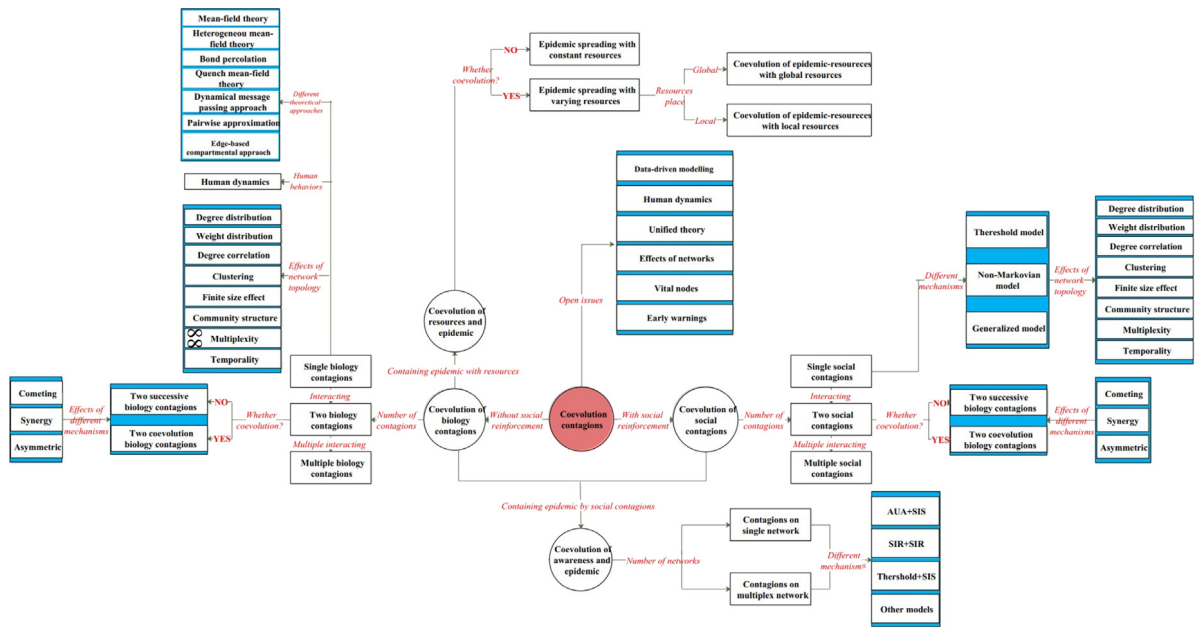 Mean-field theory
Heterogeneou mean-
field theory
Bond percolation
Quench mean-field
theory
Dynamical message
passing approach
Pairwise approximation
Edge-based
compartmental appraoch
Different
theoretical
approaches
Human dynamics
Human
behaviors
Degree distribution
Weight distribution
Degree correlation
Clustering
Finite size effect
Community structure
Multiplexity
Temporality
Effects of
network
topology
Whether
coevolution?
NO
YES
Epidemic spreading with
constant resources
Epidemic spreading with
varying resources
Resources
place
Global
Local
Coevolution of epidemic-resoureces
with global resources
Coevolution of epidemic-resoureces
with local resources
Data-driven modelling
Human dynamics
Unified theory
Effects of networks
Vital nodes
Early warnings
Open issues
Coevolution of
resources and
epidemic
Containing epidemic with resources
Single biology
contagions
Interacting
Two biology
contagions
Multiple interacting
Multiple biology
contagions
Cometing
Synergy
Asymmetric
Effects of
different
mechanisms
Two successive
biology contagions
Two coevolution
biology contagions
NO
YES
Whether
coevolution?
Number of
contagions
Coevolution of
biology
contagions
Without social
reinforcement
Coevolution
contagions
With social
reinforcement
Coevolution of
social
contagions
Number of
contagions
Single social
contagions
Interacting
Two social
contagions
Multiple interacting
Multiple social
contagions
Different
mechanisms
Thereshold model
Non-Markovian
model
Generalized model
Effects of
network
topology
Degree distribution
Weight distribution
Degree correlation
Clustering
Finite size effect
Community structure
Multiplexity
Temporality
Whether
coevolution?
NO
YES
Two successive
biology contagions
Two coevolution
biology contagions
Effects of
different
mechanisms
Cometing
Synergy
Asymmetric
Containing epidemic by social contagions
Coevolution of
awareness and
epidemic
Number of networks
Contagions on
single network
Contagions on
multiplex network
Different
mechanisms
AUA+SIS
SIR+SIR
Thershold+SIS
Other models